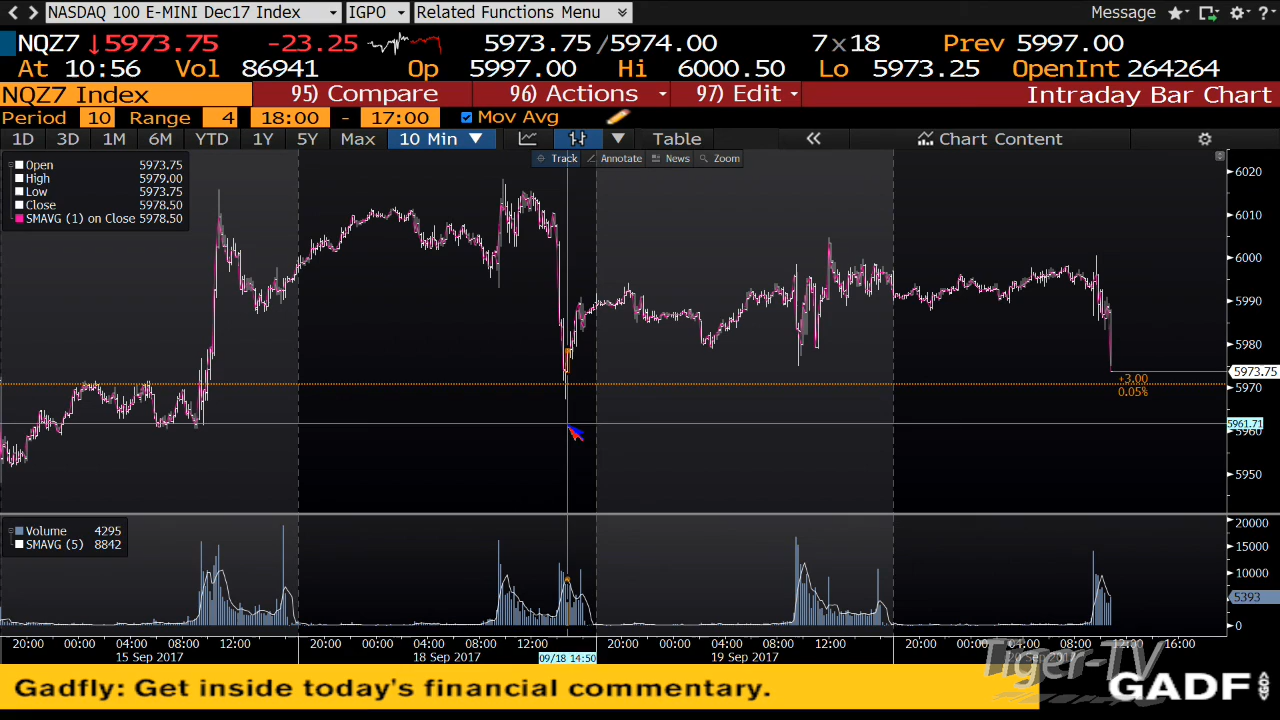 NASDAQ 100 E-MINI Dec17 Index IGPO Related Functions Menu Message
NQZ7 5973.75 -23.25 5973.75/5974.00 7x18 Prev 5997.00
At 10:56 Vol 86941 Op 5997.00 Hi 6000.50 Lo 5973.25 OpenInt 264264
NQZ7 Index 95) Compare 96) Actions 97) Edit Intraday Bar Chart
Period 10 Range 4 18:00 - 17:00 Mov Avg
1D 3D 1M 6M YTD 1Y 5Y Max 10 Min Table Chart Content
Track Annotate News Zoom
Open 5973.75
High 5979.00
Low 5973.75
Close 5978.50
SMAVG (1) on Close 5978.50
6020
6010
6000
5990
5980
5973.75
+3.00
5970
0.05%
5961.71
5960
5950
Volume 4295
SMAVG (5) 8842
20000
15000
10000
5393
0
20:00 00:00 04:00 08:00 12:00 20:00 00:00 04:00 08:00 12:00 20:00 00:00 04:00 08:00 12:00 20:00 00:00 04:00 08:00 12:00 16:00
15 Sep 2017 18 Sep 2017 09/18 14:50 19 Sep 2017 20 Sep 2017
Tiger-TV
Gadfly: Get inside today's financial commentary. GADF <GO>